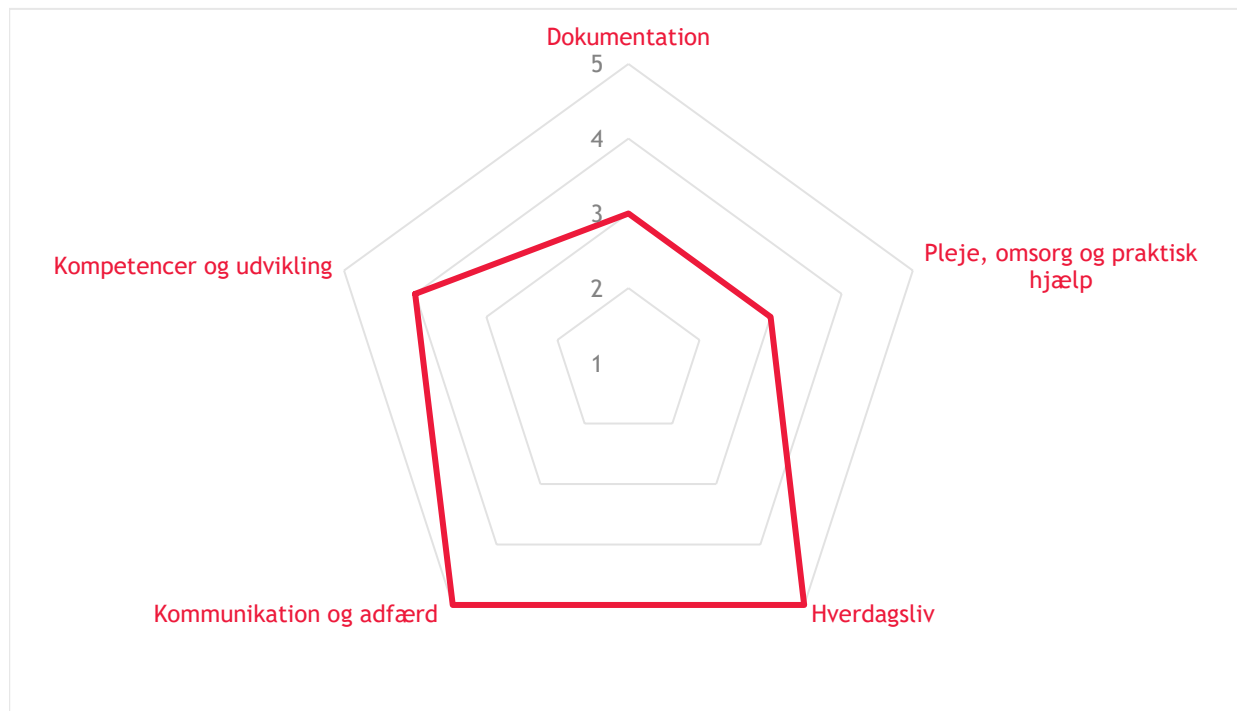 Dokumentation
5
4
3
2
1
Pleje, omsorg og praktisk
hjælp
Kompetencer og udvikling
Kommunikation og adfærd
Hverdagsliv